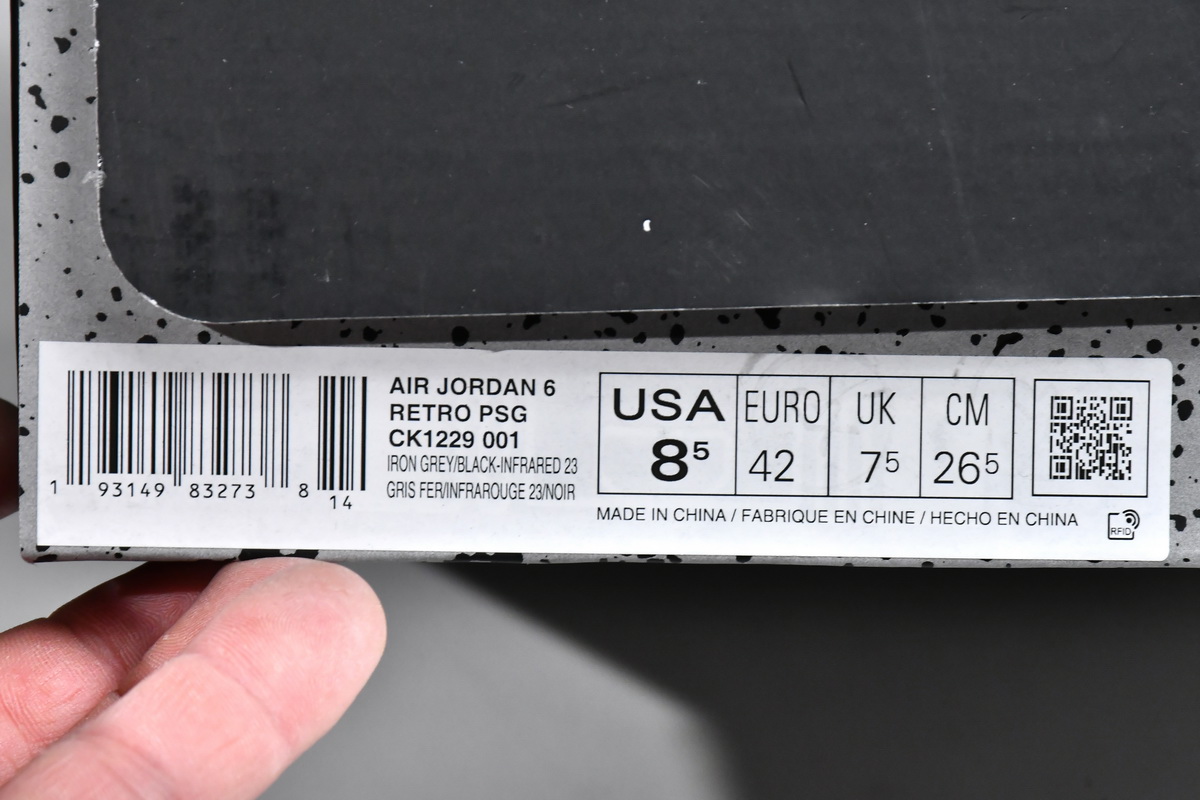 AIR JORDAN 6
RETRO PSG
CK1229 001
IRON GREY/BLACK-INFRARED 23
GRIS FER/INFRAROUGE 23/NOIR
1 93149 83273 8
14
USA EURO UK CM
8⁵ 42 7⁵ 26⁵
MADE IN CHINA / FABRIQUE EN CHINE / HECHO EN CHINA
RFID